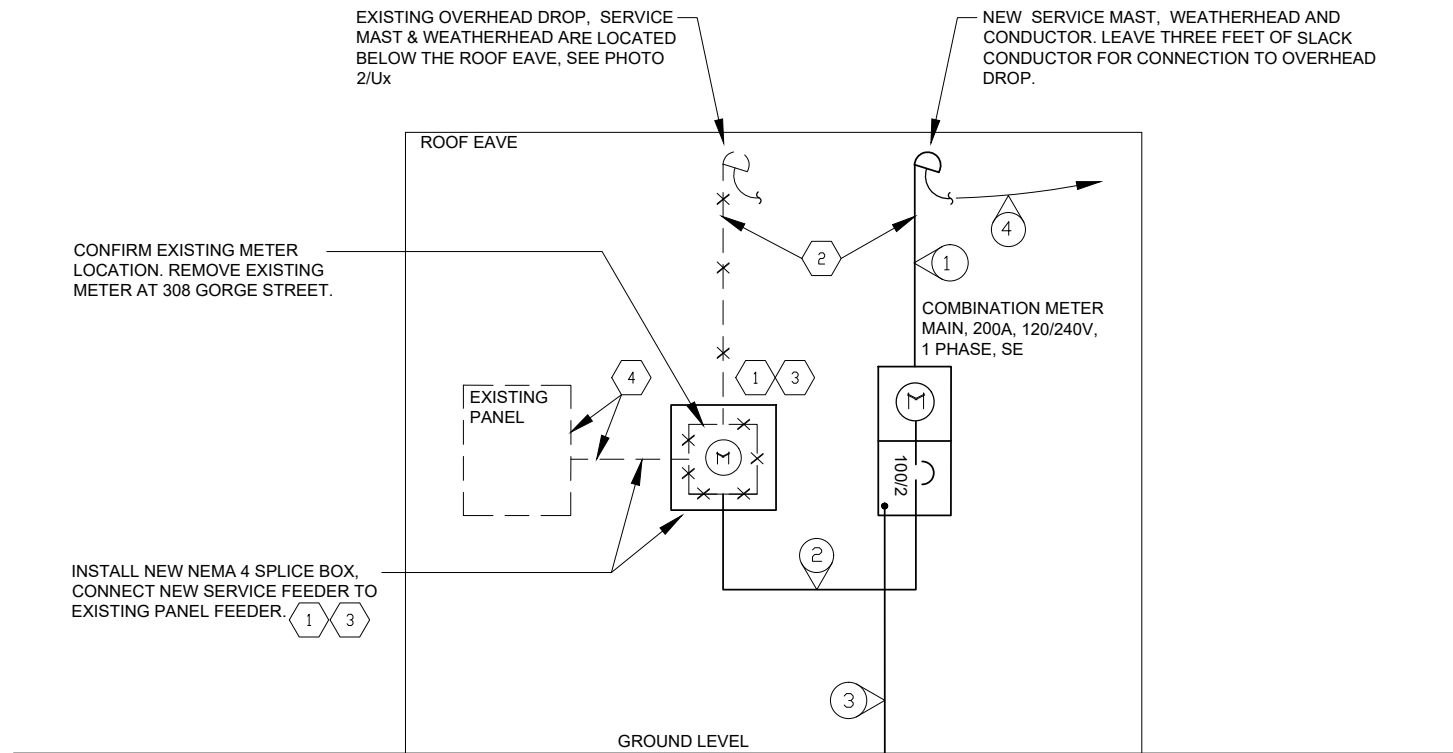 EXISTING OVERHEAD DROP, SERVICE
MAST & WEATHERHEAD ARE LOCATED
BELOW THE ROOF EAVE, SEE PHOTO
2/Ux
NEW SERVICE MAST, WEATHERHEAD AND
CONDUCTOR. LEAVE THREE FEET OF SLACK
CONDUCTOR FOR CONNECTION TO OVERHEAD
DROP.
ROOF EAVE
4
2
1
CONFIRM EXISTING METER
LOCATION. REMOVE EXISTING
METER AT 308 GORGE STREET.
COMBINATION METER
MAIN, 200A, 120/240V,
1 PHASE, SE
4
1 3
EXISTING
PANEL
M
M
100/2
2
INSTALL NEW NEMA 4 SPLICE BOX,
CONNECT NEW SERVICE FEEDER TO
EXISTING PANEL FEEDER.
1 3
3
GROUND LEVEL